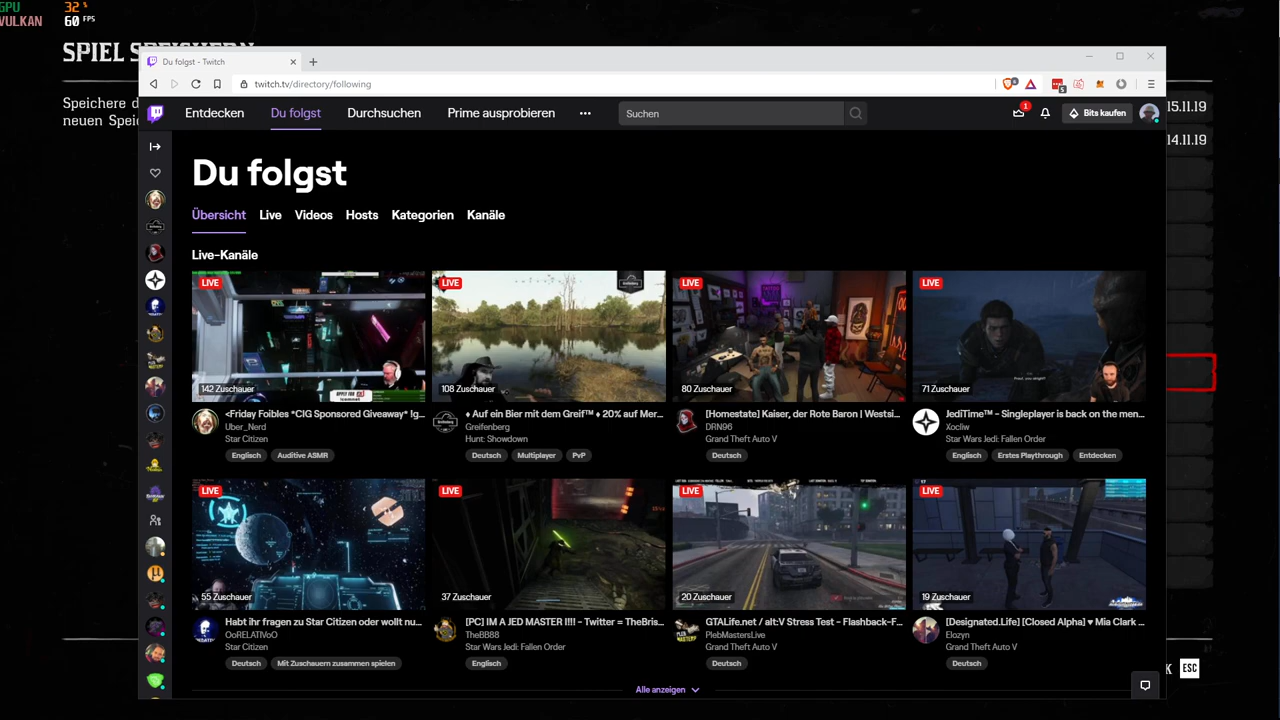 GPU 32 %
VULKAN 60 FPS
SPIEL SPEICHERN
Du folgst - Twitch
twitch.tv/directory/following
Speichere d
neuen Speic
15.11.19
14.11.19
Entdecken Du folgst Durchsuchen Prime ausprobieren ••• Suchen 1 Bits kaufen
Du folgst
Übersicht Live Videos Hosts Kategorien Kanäle
Live-Kanäle
LIVE
142 Zuschauer
<Friday Foibles *CIG Sponsored Giveaway* Ig...
Uber_Nerd
Star Citizen
Englisch Auditive ASMR
LIVE
108 Zuschauer
♦ Auf ein Bier mit dem Greif™ ♦ 20% auf Mer...
Greifenberg
Hunt: Showdown
Deutsch Multiplayer PvP
LIVE
80 Zuschauer
[Homestate] Kaiser, der Rote Baron | Westsi...
DRN96
Grand Theft Auto V
Deutsch
LIVE
71 Zuschauer
JediTime™ - Singleplayer is back on the men...
Xocliw
Star Wars Jedi: Fallen Order
Englisch Erstes Playthrough Entdecken
LIVE
55 Zuschauer
Habt ihr fragen zu Star Citizen oder wollt nu...
OoRELATIVoO
Star Citizen
Deutsch Mit Zuschauern zusammen spielen
LIVE
37 Zuschauer
[PC] IM A JED MASTER !!!! - Twitter = TheBris...
TheBB88
Star Wars Jedi: Fallen Order
Englisch
LIVE
20 Zuschauer
GTALife.net / alt:V Stress Test - Flashback-F...
PlebMastersLive
Grand Theft Auto V
Deutsch
LIVE
19 Zuschauer
[Designated.Life] [Closed Alpha] ♥ Mia Clark ...
Elozyn
Grand Theft Auto V
Deutsch
Alle anzeigen
K ESC